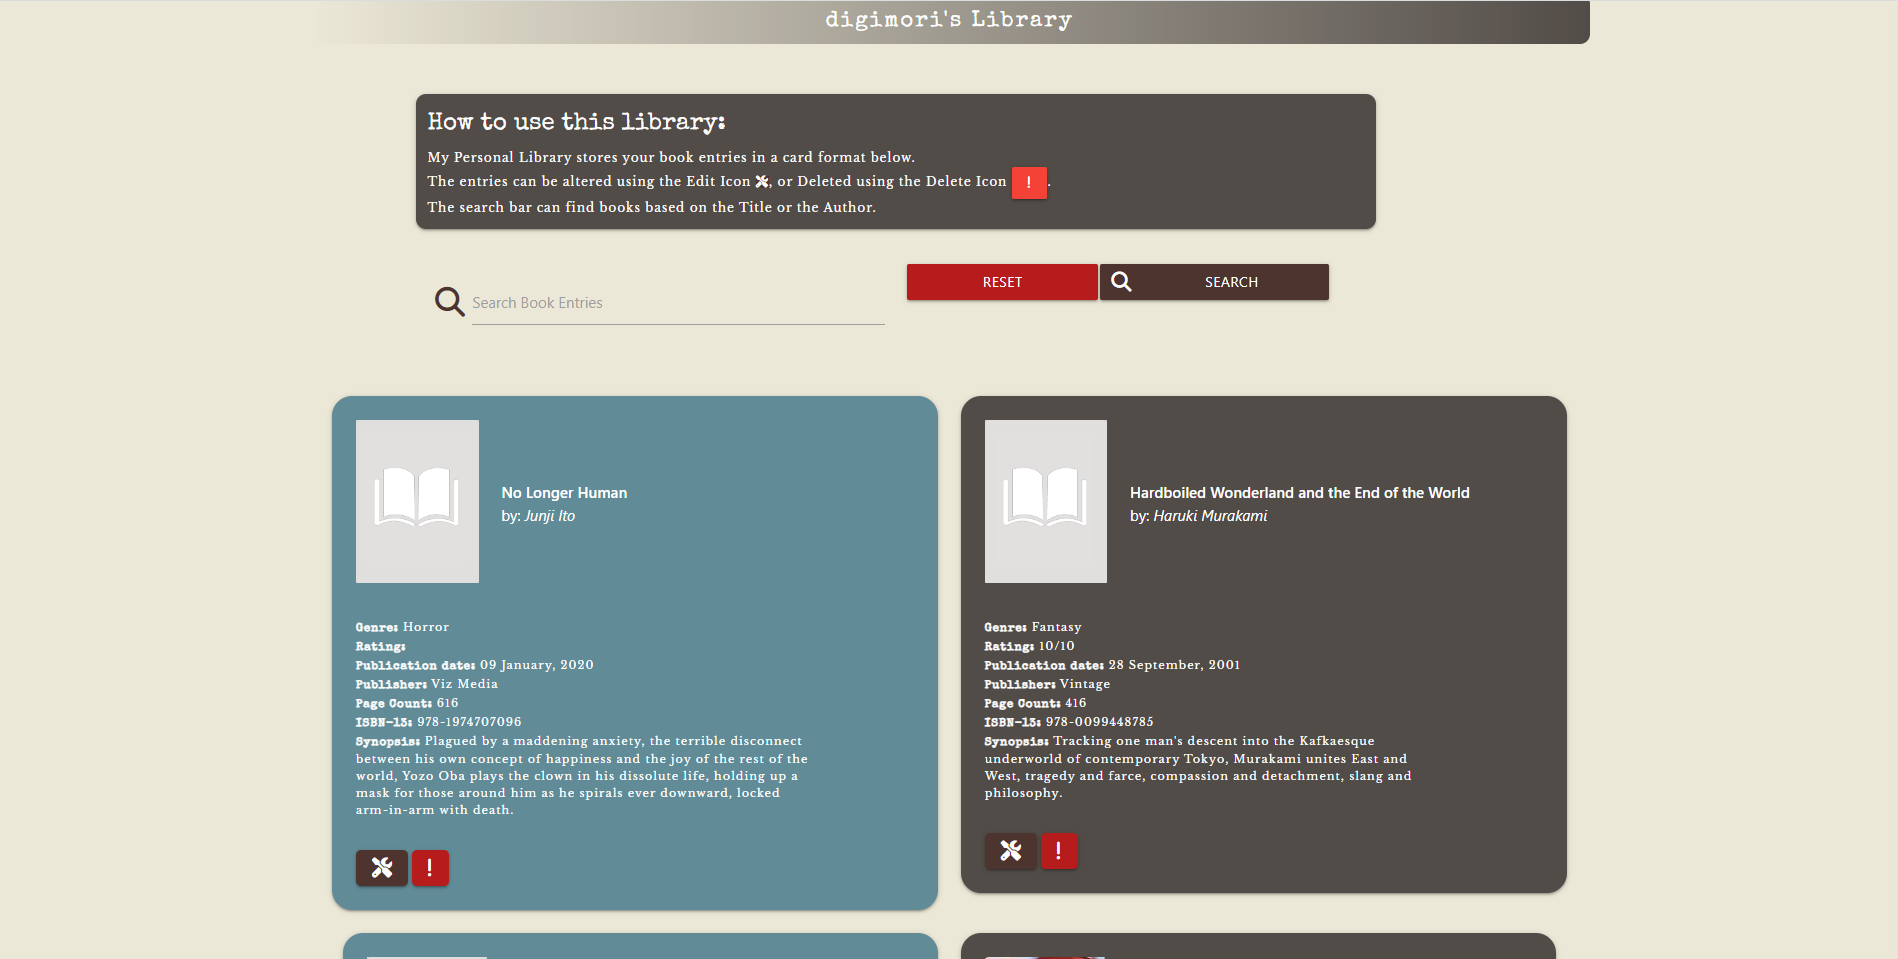 digimori's Library
How to use this library:
My Personal Library stores your book entries in a card format below.
The entries can be altered using the Edit Icon , or Deleted using the Delete Icon ! .
The search bar can find books based on the Title or the Author.
Search Book Entries
RESET
SEARCH
No Longer Human
by: Junji Ito
Genre: Horror
Rating:
Publication date: 09 January, 2020
Publisher: Viz Media
Page Count: 616
ISBN-13: 978-1974707096
Synopsis: Plagued by a maddening anxiety, the terrible disconnect
between his own concept of happiness and the joy of the rest of the
world, Yozo Oba plays the clown in his dissolute life, holding up a
mask for those around him as he spirals ever downward, locked
arm-in-arm with death.
!
Hardboiled Wonderland and the End of the World
by: Haruki Murakami
Genre: Fantasy
Rating: 10/10
Publication date: 28 September, 2001
Publisher: Vintage
Page Count: 416
ISBN-13: 978-0099448785
Synopsis: Tracking one man's descent into the Kafkaesque
underworld of contemporary Tokyo, Murakami unites East and
West, tragedy and farce, compassion and detachment, slang and
philosophy.
!